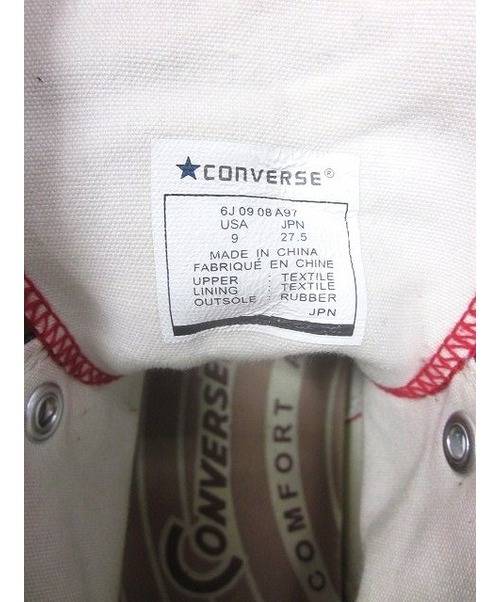 ★CONVERSE®
6J 09 08 A97
USA JPN
9 27.5
MADE IN CHINA
FABRIQUÉ EN CHINE
UPPER : TEXTILE
LINING : TEXTILE
OUTSOLE : RUBBER
JPN
CONVERSE
COMFORT